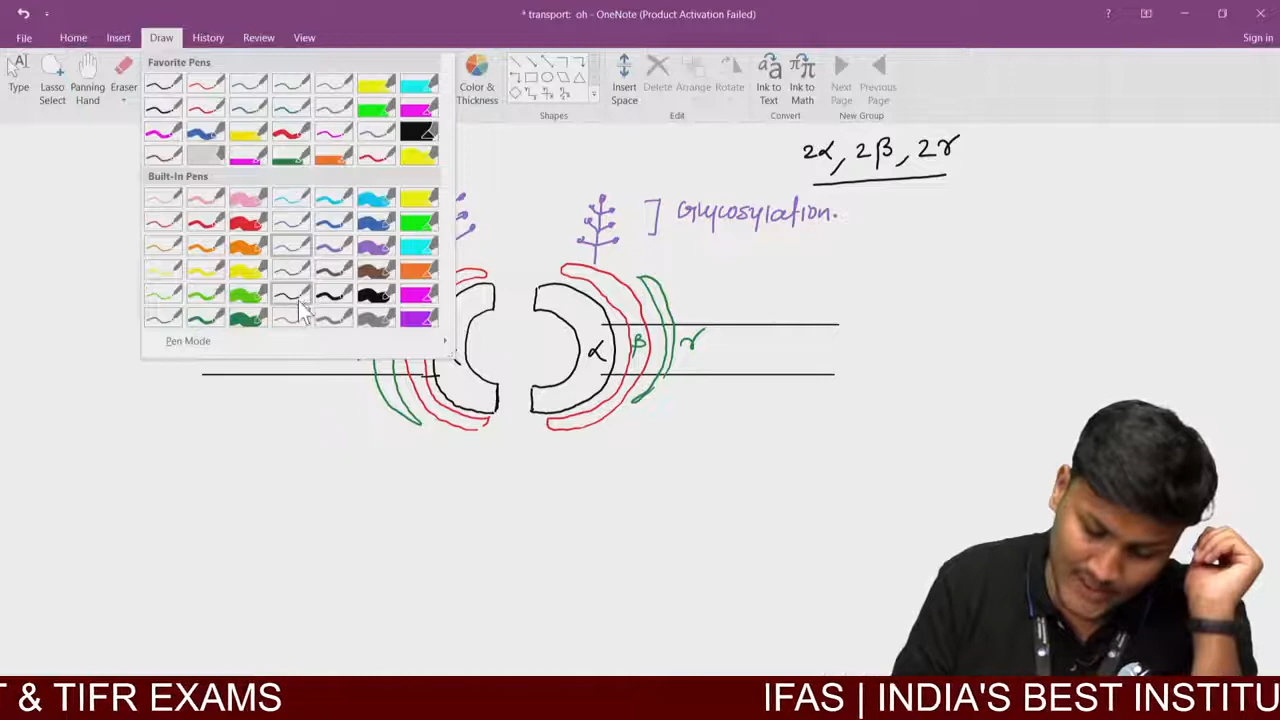 * transport: oh - OneNote (Product Activation Failed)
?
Sign in
File Home Insert Draw History Review View
Type
Lasso Select
Panning Hand
Eraser
Color & Thickness
Insert Space
Delete
Arrange
Rotate
Ink to Text
Ink to Math
Next Page
Previous Page
Shapes
Edit
Convert
New Group
Favorite Pens
Built-In Pens
Pen Mode
2α, 2β, 2γ
] Glycosylation.
α β γ
T & TIFR EXAMS
IFAS | INDIA'S BEST INSTITU